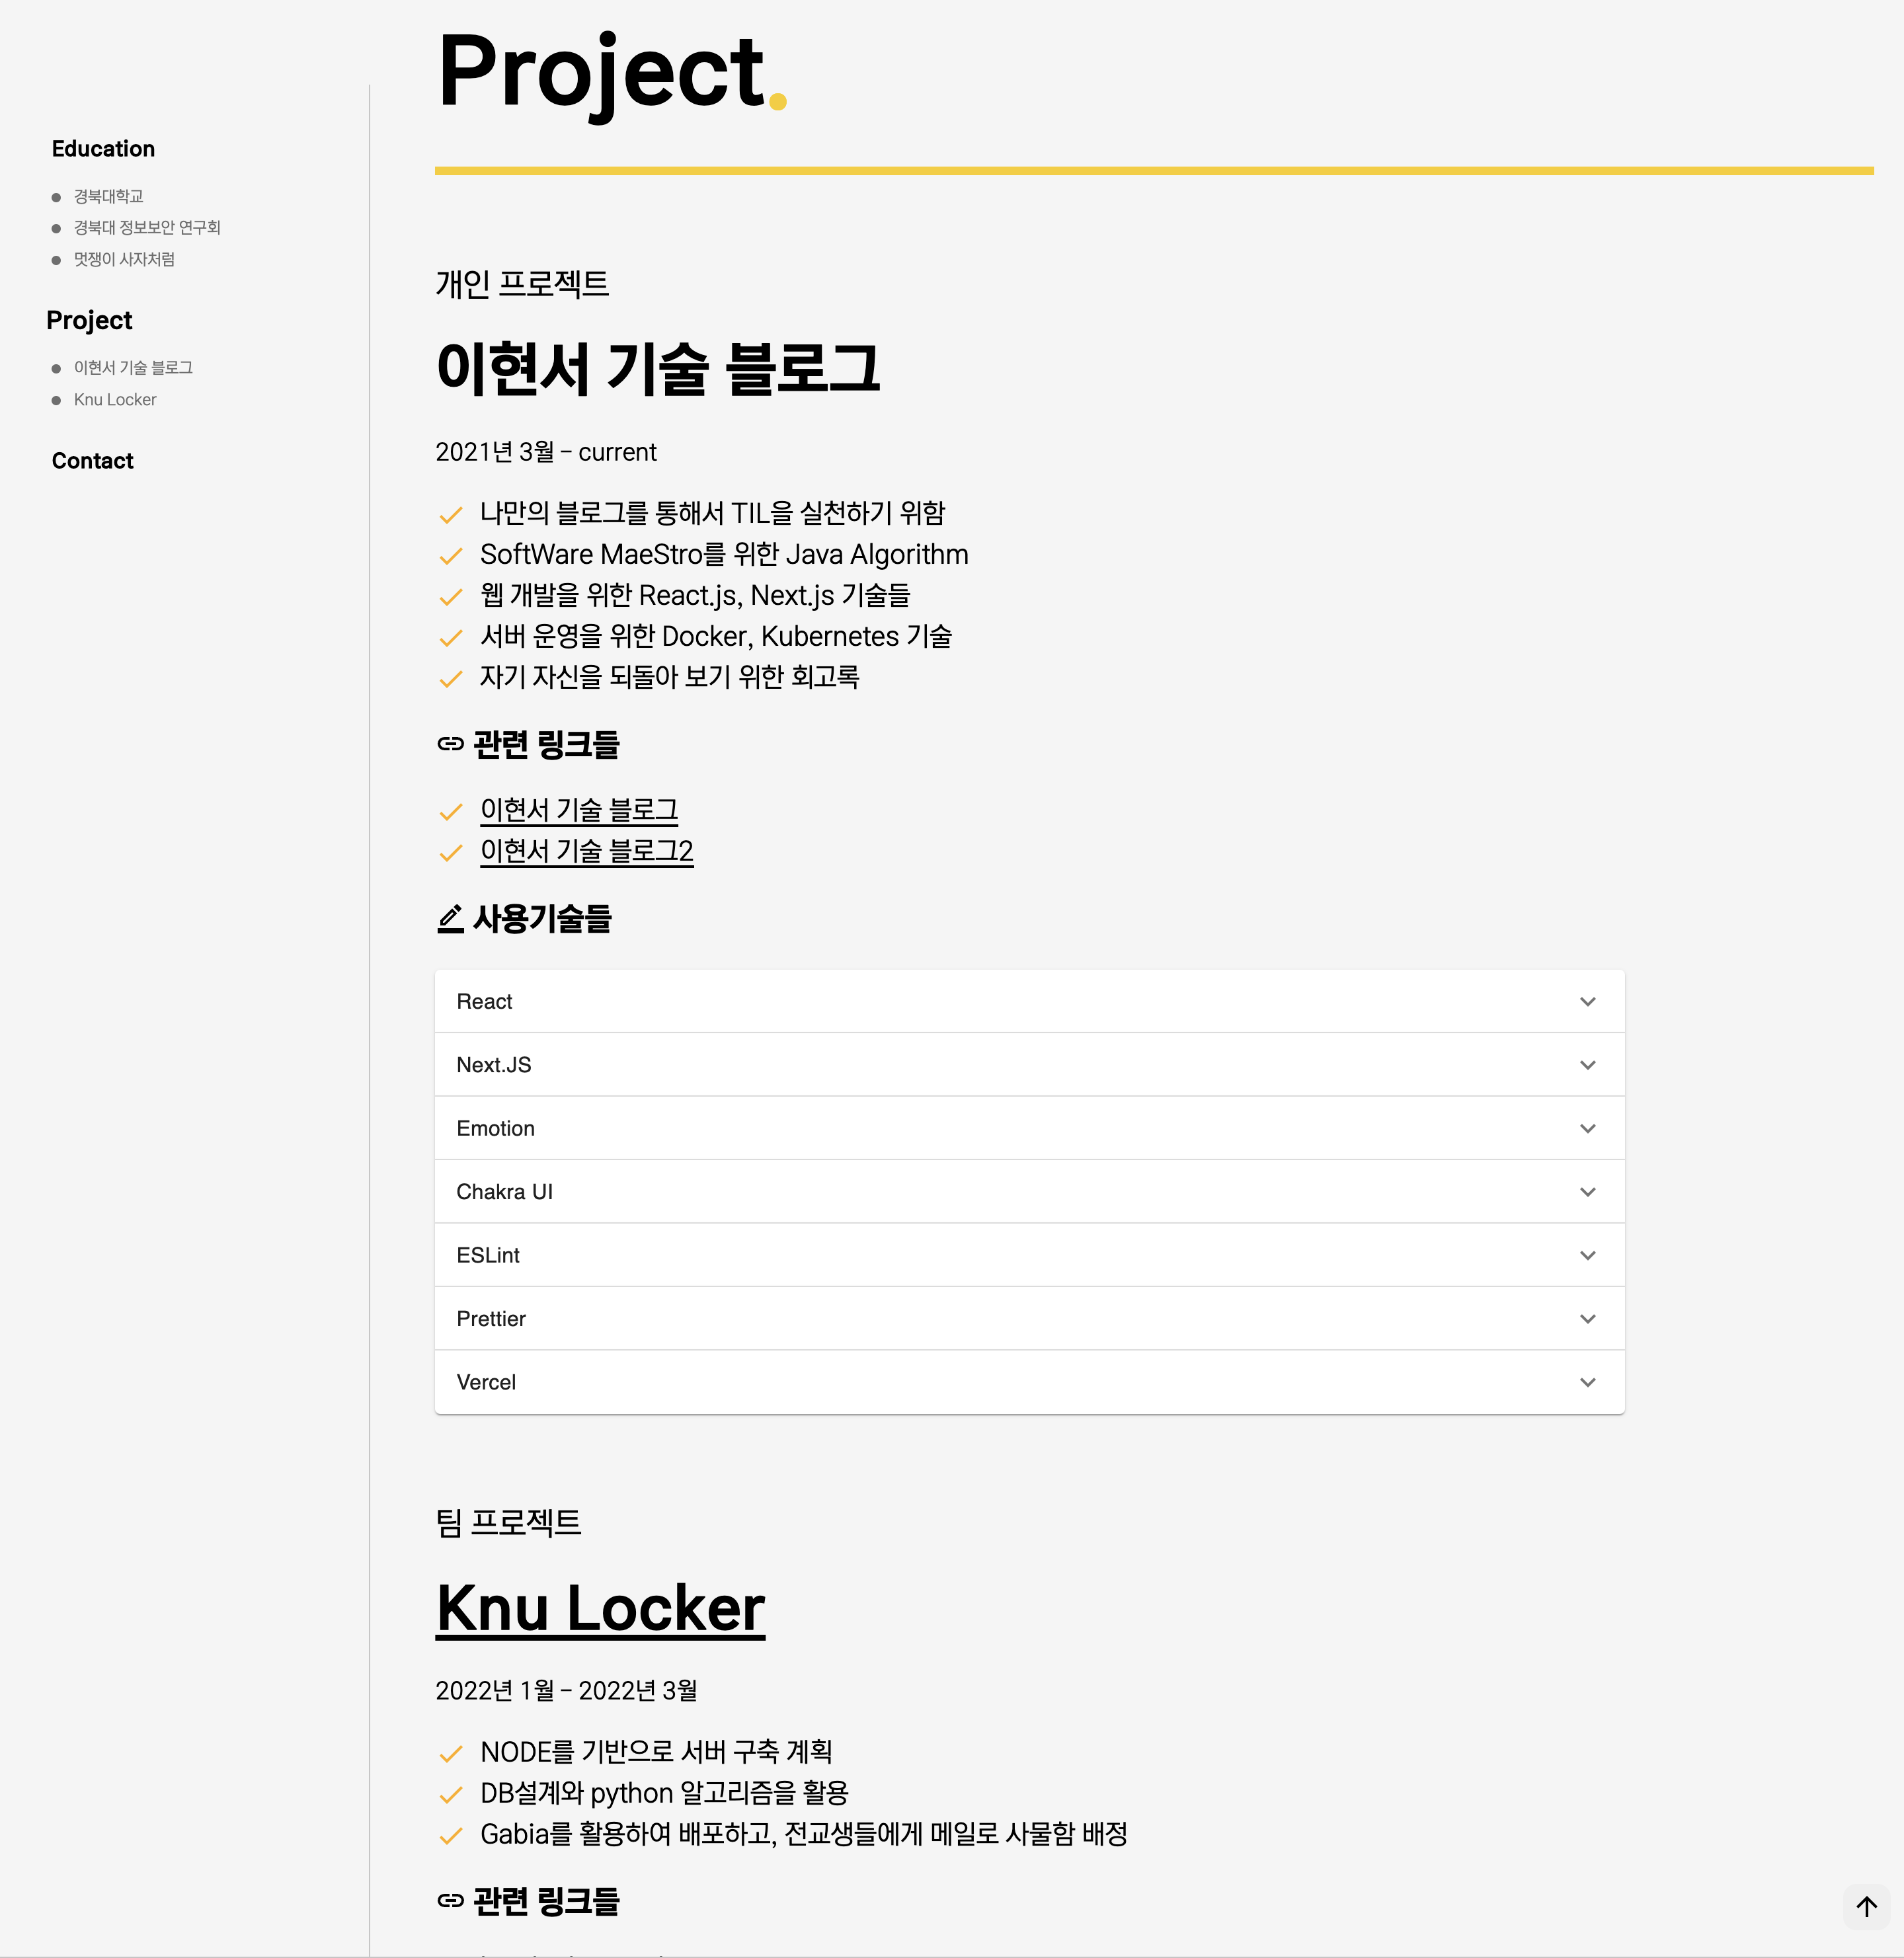 Education
경북대학교
경북대 정보보안 연구회
멋쟁이 사자처럼
Project
이현서 기술 블로그
Knu Locker
Contact
Project.
개인 프로젝트
이현서 기술 블로그
2021년 3월 – current
나만의 블로그를 통해서 TIL을 실천하기 위함
SoftWare MaeStro를 위한 Java Algorithm
웹 개발을 위한 React.js, Next.js 기술들
서버 운영을 위한 Docker, Kubernetes 기술
자기 자신을 되돌아 보기 위한 회고록
관련 링크들
이현서 기술 블로그
이현서 기술 블로그2
사용기술들
React
Next.JS
Emotion
Chakra UI
ESLint
Prettier
Vercel
팀 프로젝트
Knu Locker
2022년 1월 – 2022년 3월
NODE를 기반으로 서버 구축 계획
DB설계와 python 알고리즘을 활용
Gabia를 활용하여 배포하고, 전교생들에게 메일로 사물함 배정
관련 링크들